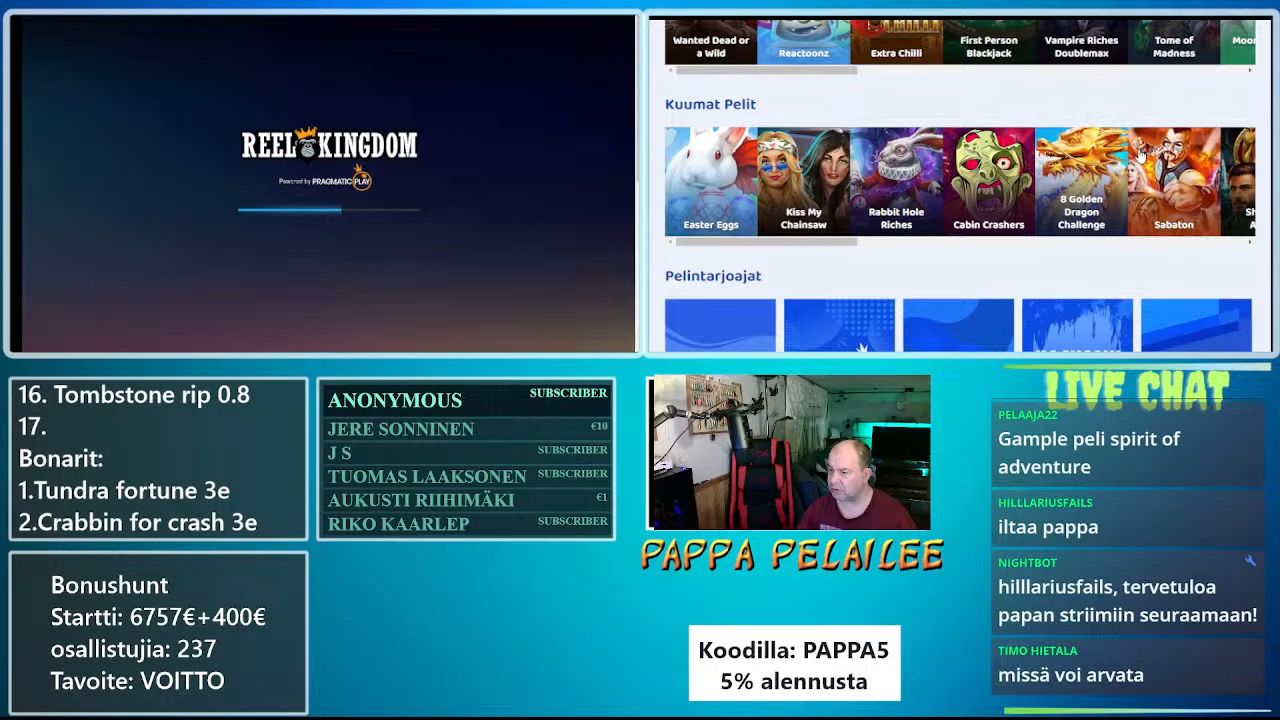 REEL KINGDOM
Powered by PRAGMATIC PLAY
Wanted Dead or
a Wild
Reactoonz
Extra Chilli
First Person
Blackjack
Vampire Riches
Doublemax
Tome of
Madness
Kuumat Pelit
Easter Eggs
Kiss My
Chainsaw
Rabbit Hole
Riches
Cabin Crashers
8 Golden
Dragon
Challenge
Sabaton
Pelintarjoajat
16. Tombstone rip 0.8
17.
Bonarit:
1.Tundra fortune 3e
2.Crabbin for crash 3e
ANONYMOUS SUBSCRIBER
JERE SONNINEN €10
J S SUBSCRIBER
TUOMAS LAAKSONEN SUBSCRIBER
AUKUSTI RIIHIMÄKI €1
RIKO KAARLEP SUBSCRIBER
Bonushunt
Startti: 6757€+400€
osallistujia: 237
Tavoite: VOITTO
PAPPA PELAILEE
Koodilla: PAPPA5
5% alennusta
LIVE CHAT
PELAAJA22
Gample peli spirit of
adventure
HILLLARIUSFAILS
iltaa pappa
NIGHTBOT
hilllariusfails, tervetuloa
papan striimiin seuraamaan!
TIMO HIETALA
missä voi arvata